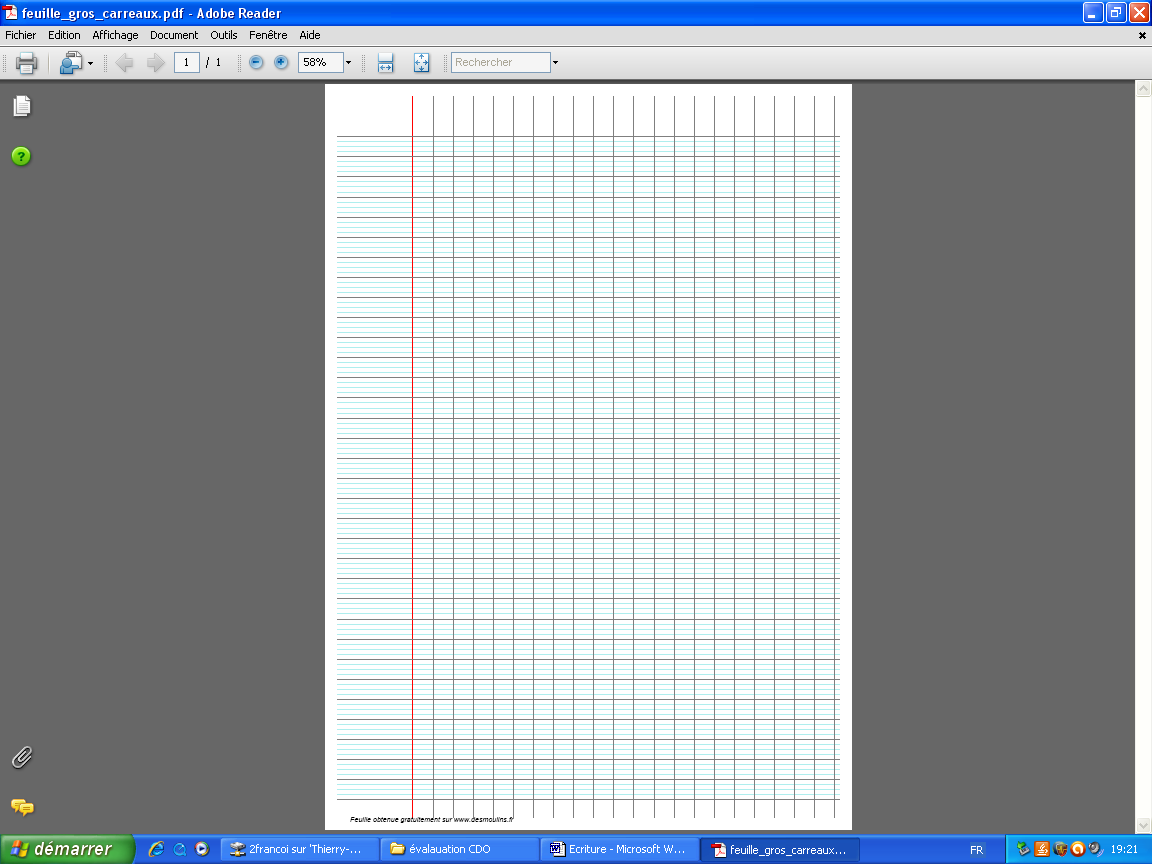 feuille_gros_carreaux.pdf - Adobe Reader
Fichier Edition Affichage Document Outils Fenêtre Aide
1 / 1 58% Rechercher
Feuille obtenue gratuitement sur www.desmoulins.fr
démarrer 2francoi sur 'Thierry-... évalauation CDO Ecriture - Microsoft W... feuille_gros_carreaux... FR 19:21